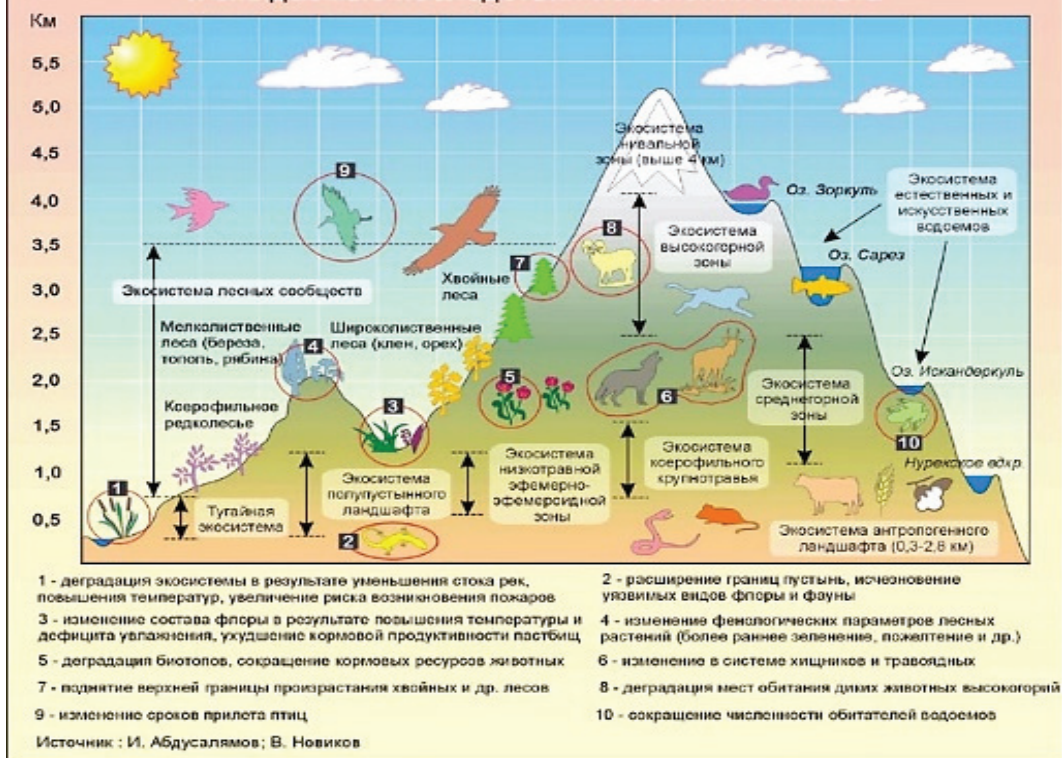 Км
5,5
5,0
4,5
4,0
3,5
3,0
2,5
2,0
1,5
1,0
0,5
Экосистема
нивальной
зоны (выше 4 км)
9
Оз. Зоркуль
Экосистема
естественных и
искусственных
водоемов
8
Экосистема
высокогорной
зоны
Оз. Сарез
7
Хвойные
леса
Экосистема лесных сообществ
Мелколиственные
леса (береза,
тополь, рябина)
Широколиственные
леса (клен, орех)
4
5
6
Экосистема
среднегорной
зоны
Оз. Искандеркуль
3
10
Ксерофильное
редколесье
Экосистема
полупустынного
ландшафта
Экосистема
низкотравной
эфемерно-
эфемероидной
зоны
Экосистема
ксерофильного
крупнотравья
Нурекское вдхр.
1
Тугайная
экосистема
2
Экосистема антропогенного
ландшафта (0,3-2,8 км)
1 - деградация экосистемы в результате уменьшения стока рек,
повышения температур, увеличение риска возникновения пожаров
2 - расширение границ пустынь, исчезновение
уязвимых видов флоры и фауны
3 - изменение состава флоры в результате повышения температуры и
дефицита увлажнения, ухудшение кормовой продуктивности пастбищ
4 - изменение фенологических параметров лесных
растений (более раннее зеленение, пожелтение и др.)
5 - деградация биотопов, сокращение кормовых ресурсов животных
6 - изменение в системе хищников и травоядных
7 - поднятие верхней границы произрастания хвойных и др. лесов
8 - деградация мест обитания диких животных высокогорий
9 - изменение сроков прилета птиц
10 - сокращение численности обитателей водоемов
Источник : И. Абдусалямов; В. Новиков